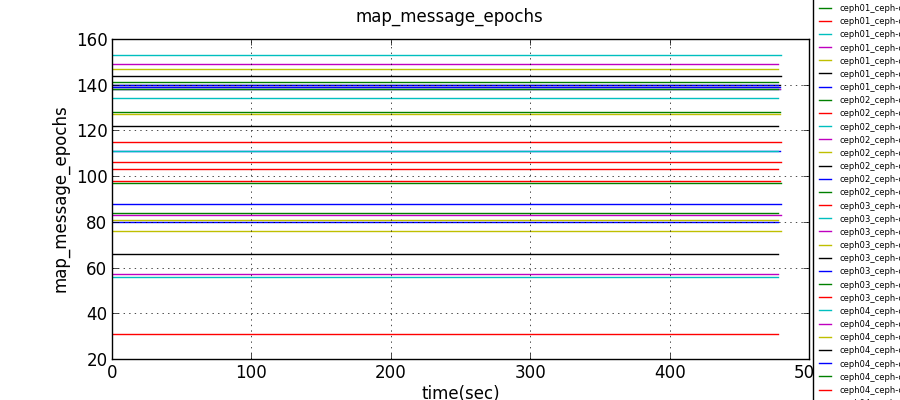 map_message_epochs
map_message_epochs
160
140
120
100
80
60
40
20
0
100
200
300
400
50
time(sec)
ceph01_ceph-
ceph01_ceph-
ceph01_ceph-
ceph01_ceph-
ceph01_ceph-
ceph01_ceph-
ceph01_ceph-
ceph02_ceph-
ceph02_ceph-
ceph02_ceph-
ceph02_ceph-
ceph02_ceph-
ceph02_ceph-
ceph02_ceph-
ceph02_ceph-
ceph03_ceph-
ceph03_ceph-
ceph03_ceph-
ceph03_ceph-
ceph03_ceph-
ceph03_ceph-
ceph03_ceph-
ceph03_ceph-
ceph04_ceph-
ceph04_ceph-
ceph04_ceph-
ceph04_ceph-
ceph04_ceph-
ceph04_ceph-
ceph04_ceph-